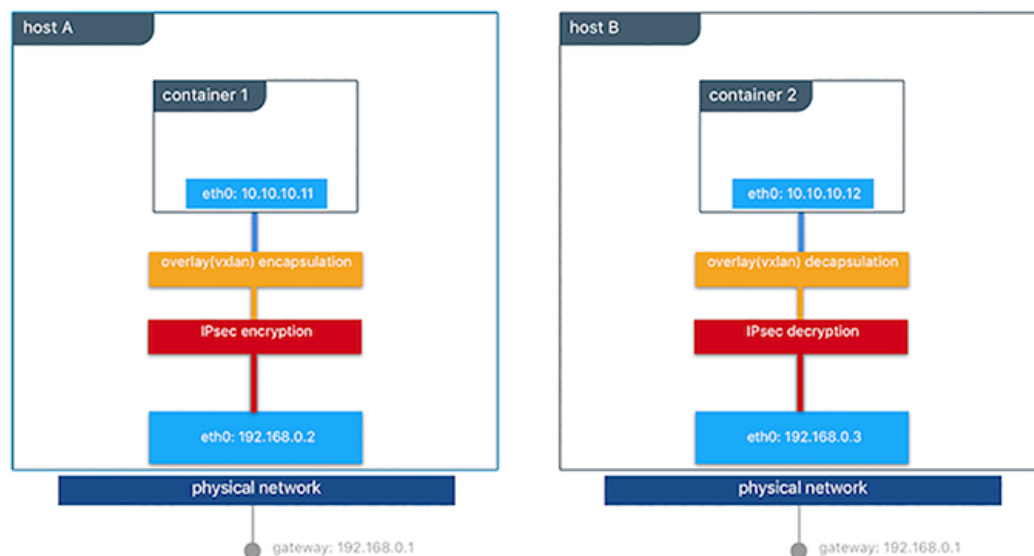 host A
container 1
eth0: 10.10.10.11
overlay(vxlan) encapsulation
IPsec encryption
eth0: 192.168.0.2
physical network
gateway: 192.168.0.1
host B
container 2
eth0: 10.10.10.12
overlay(vxlan) decapsulation
IPsec decryption
eth0: 192.168.0.3
physical network
gateway: 192.168.0.1